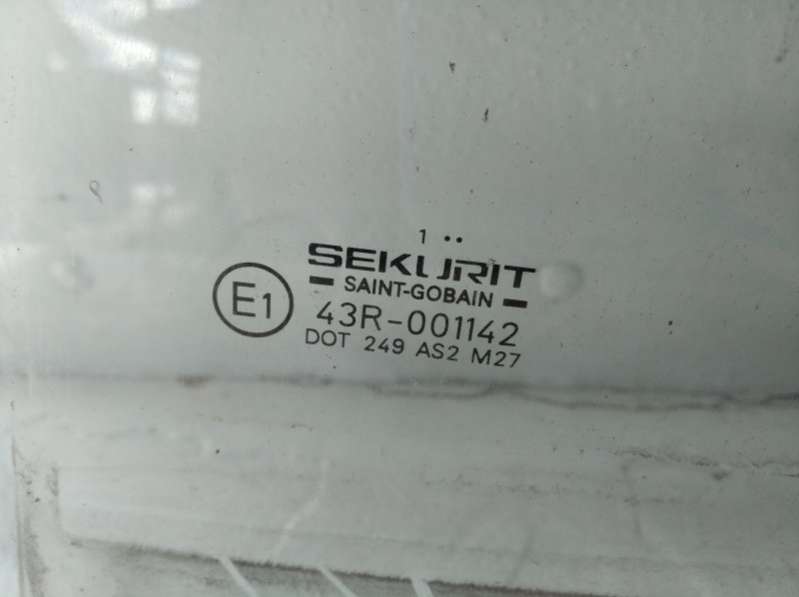 1 ••
SEKURIT
SAINT-GOBAIN
E1
43R-001142
DOT 249 AS2 M27